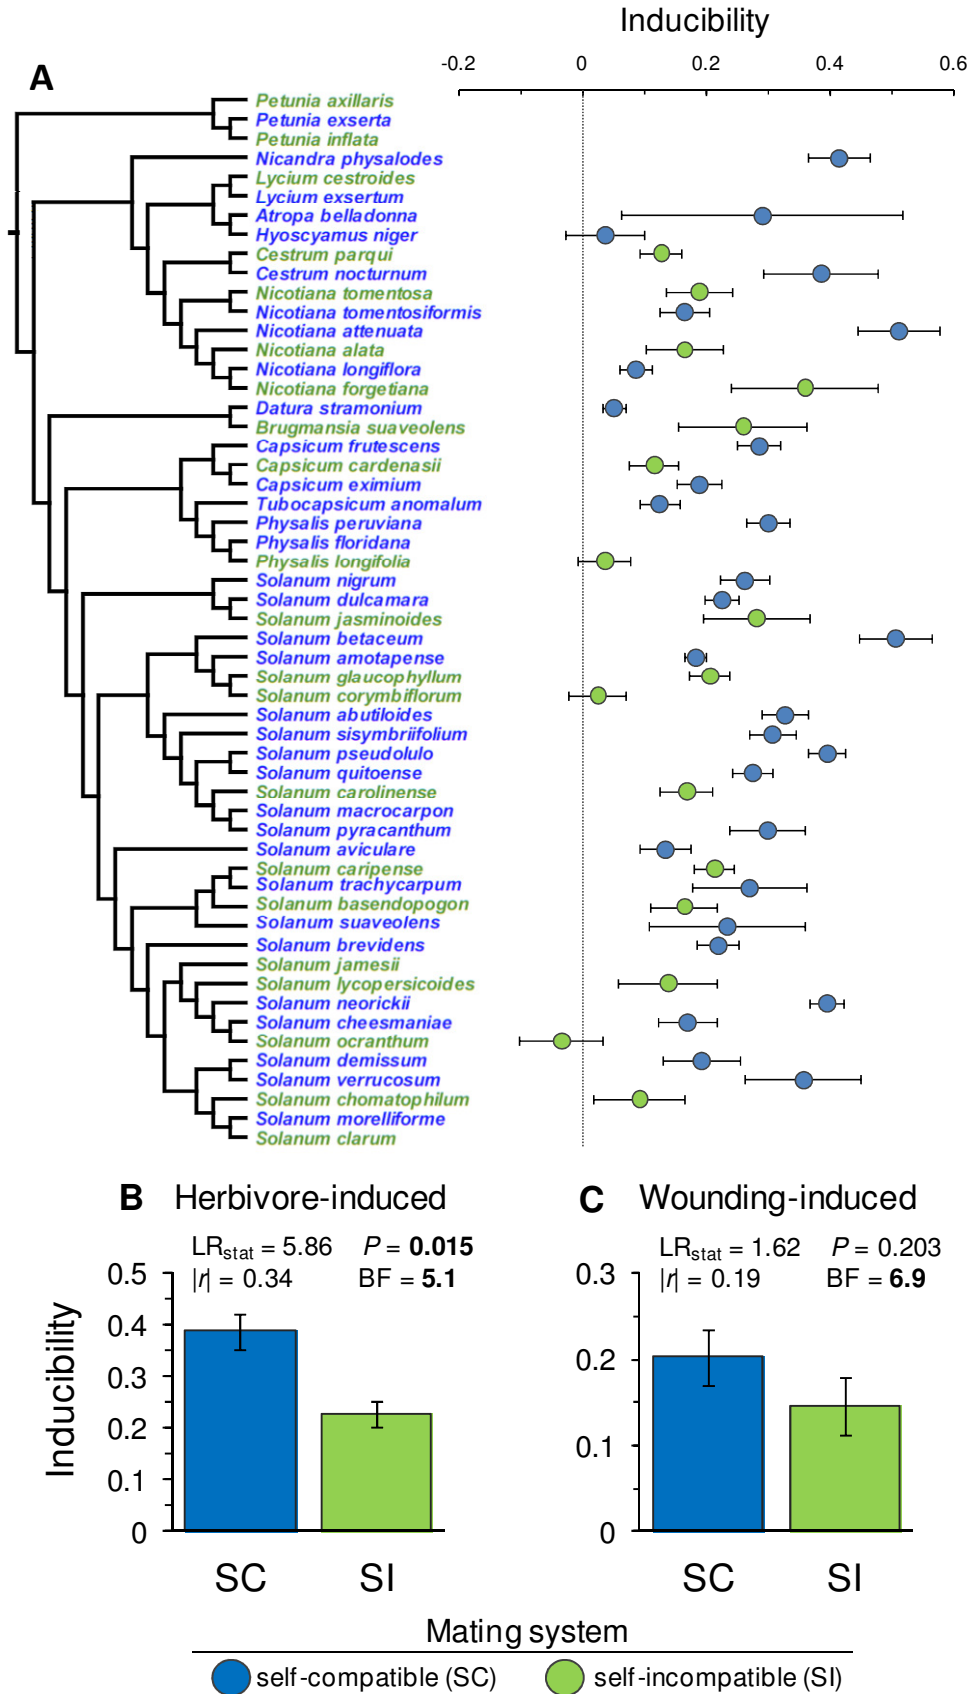 Inducibility
-0.2 0 0.2 0.4 0.6
A
Petunia axillaris
Petunia exserta
Petunia inflata
Nicandra physalodes
Lycium cestroides
Lycium exsertum
Atropa belladonna
Hyoscyamus niger
Cestrum parqui
Cestrum nocturnum
Nicotiana tomentosa
Nicotiana tomentosiformis
Nicotiana attenuata
Nicotiana alata
Nicotiana longiflora
Nicotiana forgetiana
Datura stramonium
Brugmansia suaveolens
Capsicum frutescens
Capsicum cardenasii
Capsicum eximium
Tubocapsicum anomalum
Physalis peruviana
Physalis floridana
Physalis longifolia
Solanum nigrum
Solanum dulcamara
Solanum jasminoides
Solanum betaceum
Solanum amotapense
Solanum glaucophyllum
Solanum corymbiflorum
Solanum abutiloides
Solanum sisymbriifolium
Solanum pseudolulo
Solanum quitoense
Solanum carolinense
Solanum macrocarpon
Solanum pyracanthum
Solanum aviculare
Solanum caripense
Solanum trachycarpum
Solanum basendopogon
Solanum suaveolens
Solanum brevidens
Solanum jamesii
Solanum lycopersicoides
Solanum neorickii
Solanum cheesmaniae
Solanum ocranthum
Solanum demissum
Solanum verrucosum
Solanum chomatophilum
Solanum morelliforme
Solanum clarum
B Herbivore-induced
LRstat = 5.86 P = 0.015
|r| = 0.34 BF = 5.1
Inducibility
0.5
0.4
0.3
0.2
0.1
0
SC SI
C Wounding-induced
LRstat = 1.62 P = 0.203
|r| = 0.19 BF = 6.9
0.3
0.2
0.1
0
SC SI
Mating system
self-compatible (SC) self-incompatible (SI)